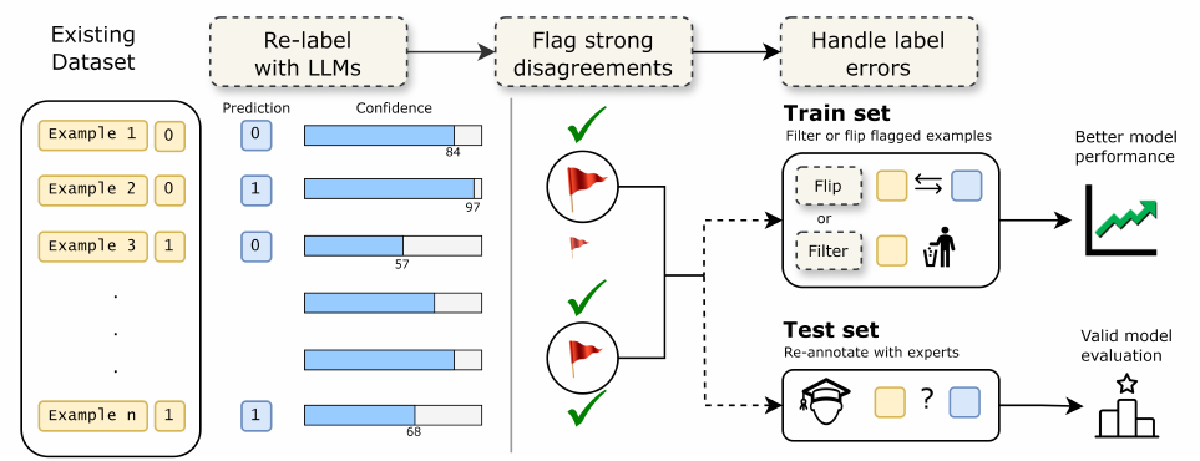 Existing
Dataset
Re-label
with LLMs
Flag strong
disagreements
Handle label
errors
Prediction
Confidence
Example 1
0
0
84
Example 2
0
1
97
Example 3
1
0
57
.
.
.
Example n
1
1
68
Train set
Filter or flip flagged examples
Flip
or
Filter
Better model
performance
Test set
Re-annotate with experts
?
Valid model
evaluation